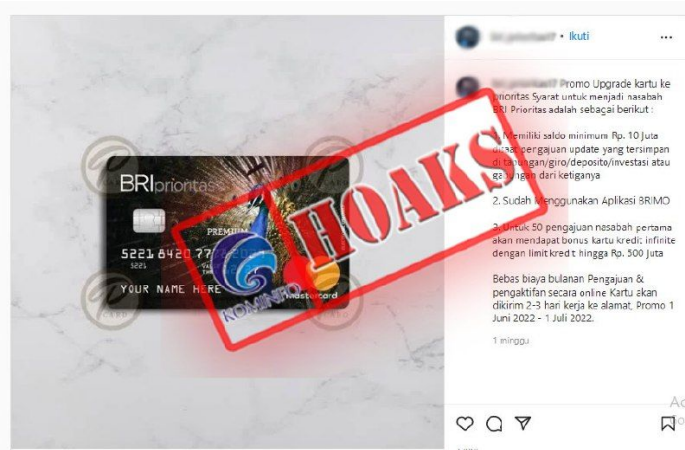 • Ikuti
...
Promo Upgrade kartu ke
prioritas Syarat untuk menjadi nasabah
BRI Prioritas adalah sebagai berikut :
1. Memiliki saldo minimum Rp. 10 Juta
disaat pengajuan update yang tersimpan
di tabungan/giro/deposito/investasi atau
gabungan dari ketiganya
2. Sudah Menggunakan Aplikasi BRIMO
3. Untuk 50 pengajuan nasabah pertama
akan mendapat bonus kartu kredit infinite
dengan limit kredit hingga Rp. 500 Juta
Bebas biaya bulanan Pengajuan &
pengaktifan secara online Kartu akan
dikirim 2-3 hari kerja ke alamat, Promo 1
Juni 2022 - 1 Juli 2022.
1 minggu
BRIprioritas
PREMIUM
5221 8420 77
5221
YOUR NAME HERE
mastercard
KOMINFO
HOAKS